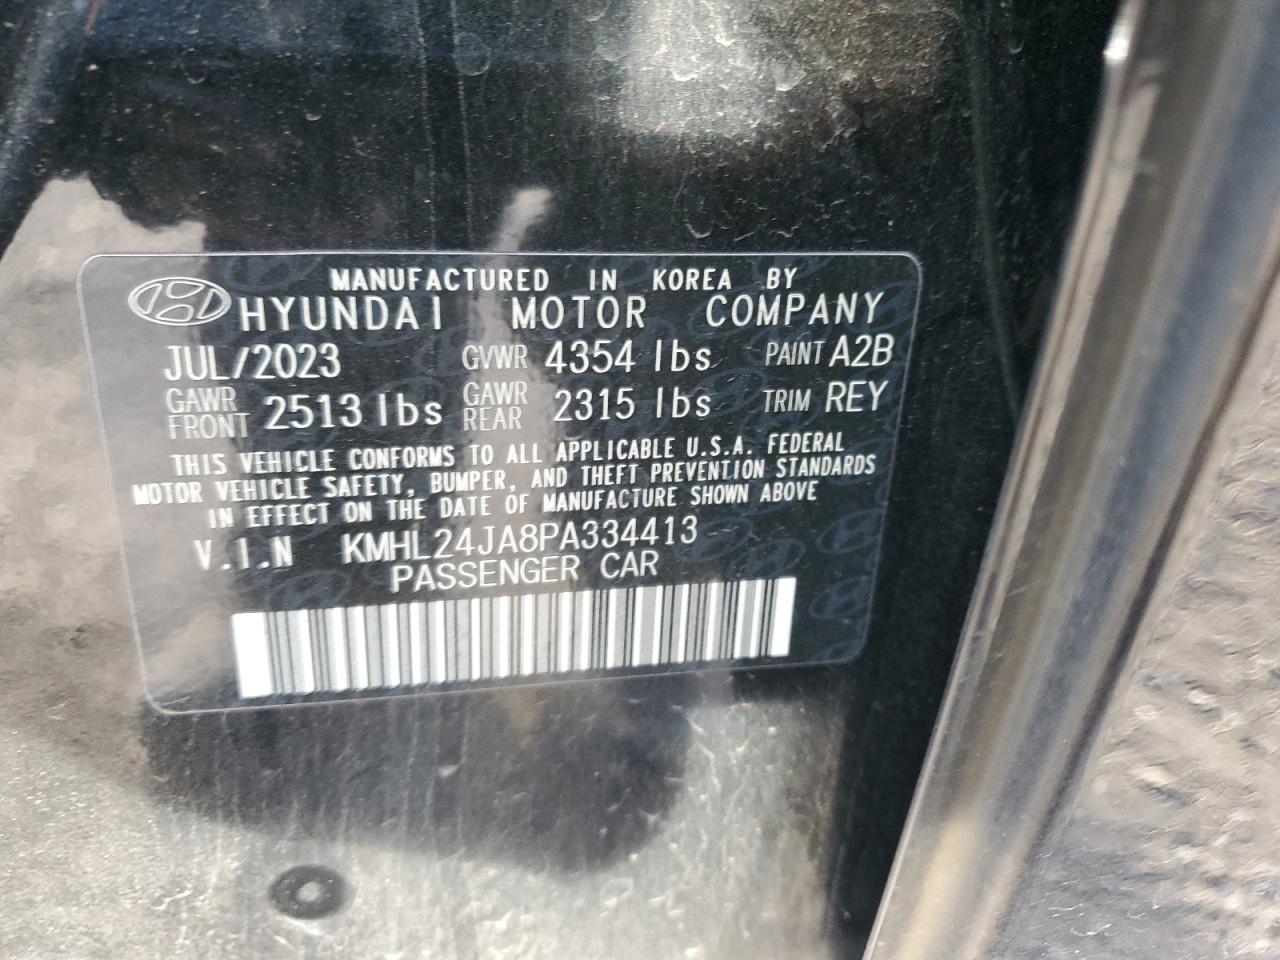 MANUFACTURED IN KOREA BY
HYUNDAI MOTOR COMPANY
JUL/2023 GVWR 4354 lbs PAINT A2B
GAWR FRONT 2513 lbs GAWR REAR 2315 lbs TRIM REY
THIS VEHICLE CONFORMS TO ALL APPLICABLE U.S.A. FEDERAL
MOTOR VEHICLE SAFETY, BUMPER, AND THEFT PREVENTION STANDARDS
IN EFFECT ON THE DATE OF MANUFACTURE SHOWN ABOVE
V.I.N KMHL24JA8PA334413
PASSENGER CAR